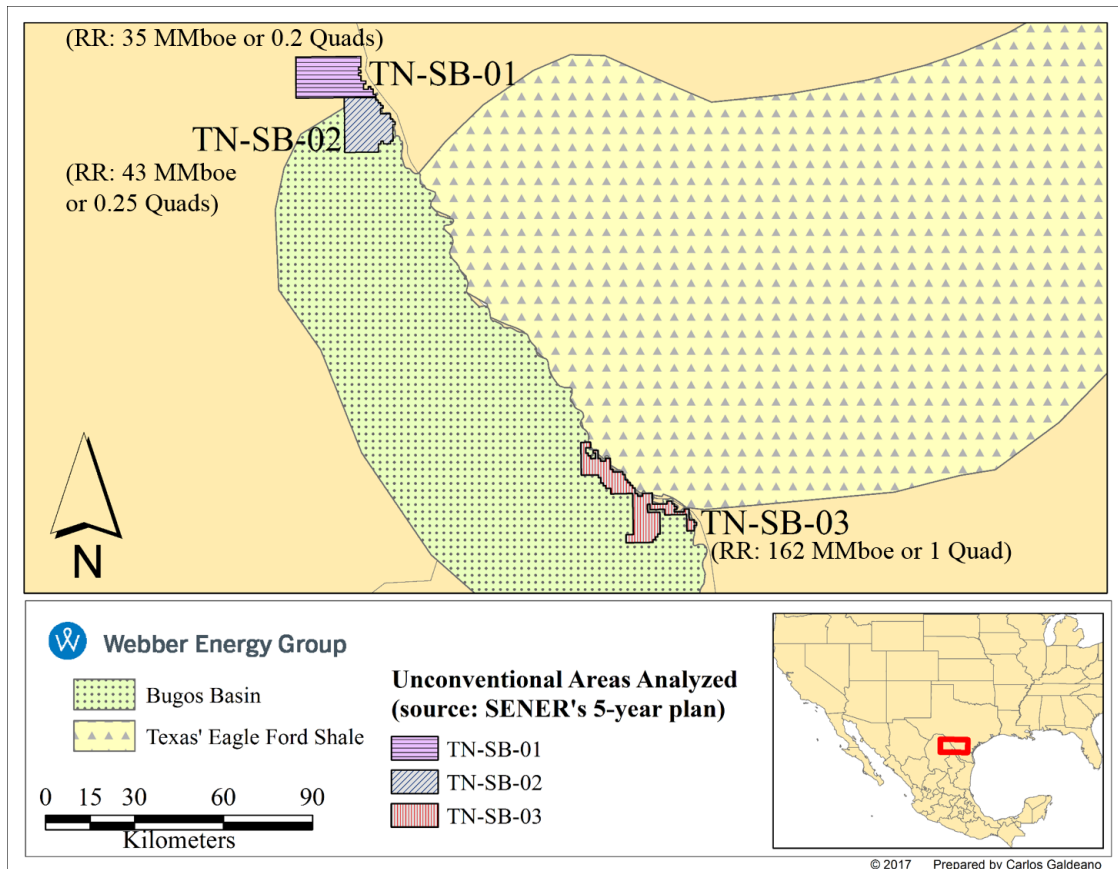 (RR: 35 MMboe or 0.2 Quads)
TN-SB-01
TN-SB-02
(RR: 43 MMboe
or 0.25 Quads)
TN-SB-03
(RR: 162 MMboe or 1 Quad)
N
W
Webber Energy Group
Bugos Basin
Texas' Eagle Ford Shale
0 15 30 60 90
Kilometers
Unconventional Areas Analyzed
(source: SENER's 5-year plan)
TN-SB-01
TN-SB-02
TN-SB-03
© 2017 Prepared by Carlos Galdeano